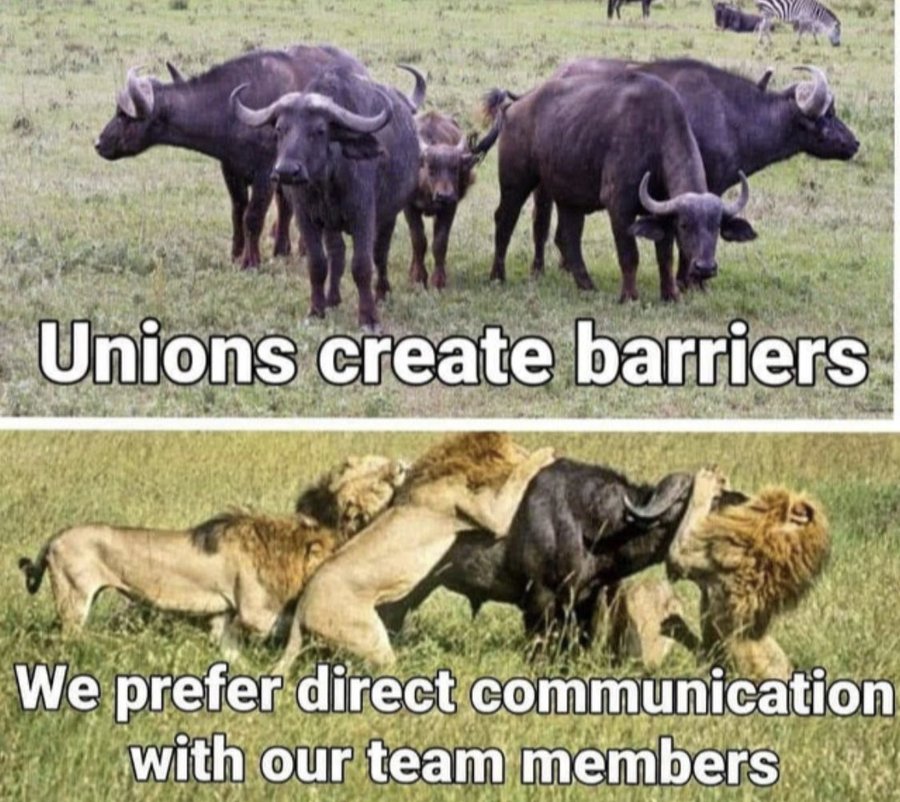 Unions create barriers
We prefer direct communication
with our team members